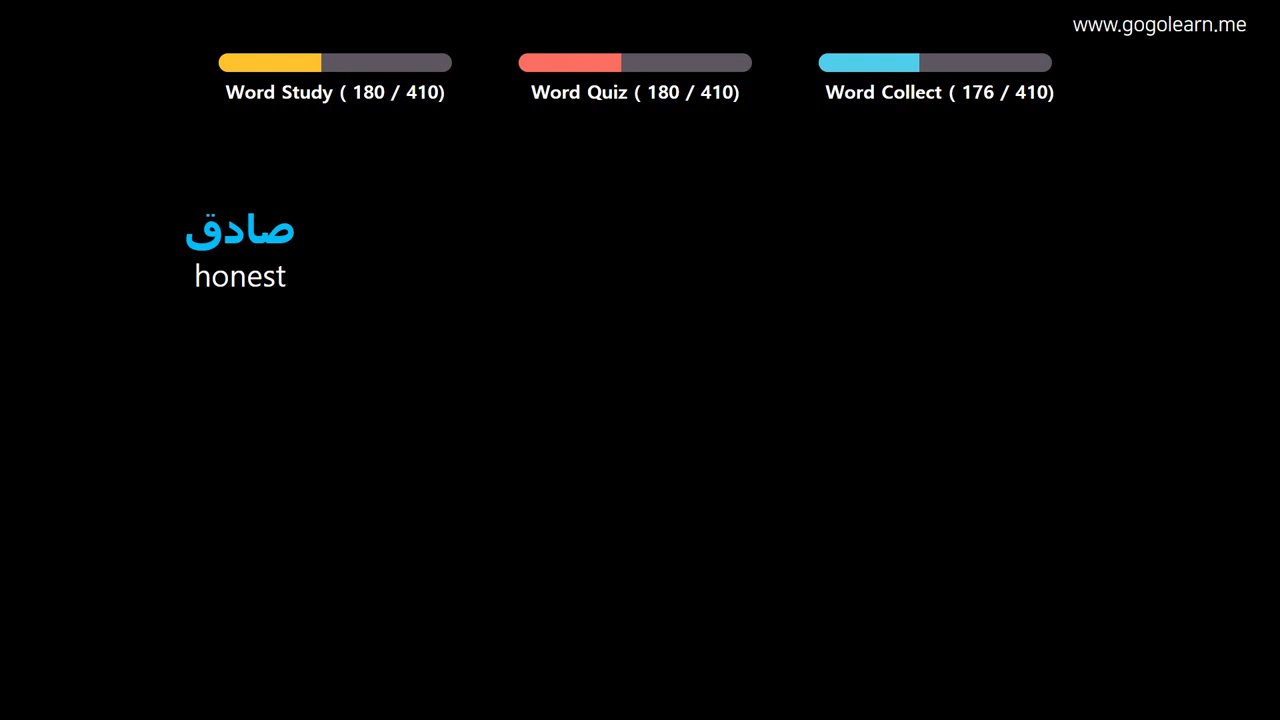 www.gogolearn.me
Word Study ( 180 / 410)
Word Quiz ( 180 / 410)
Word Collect ( 176 / 410)
صادق
honest